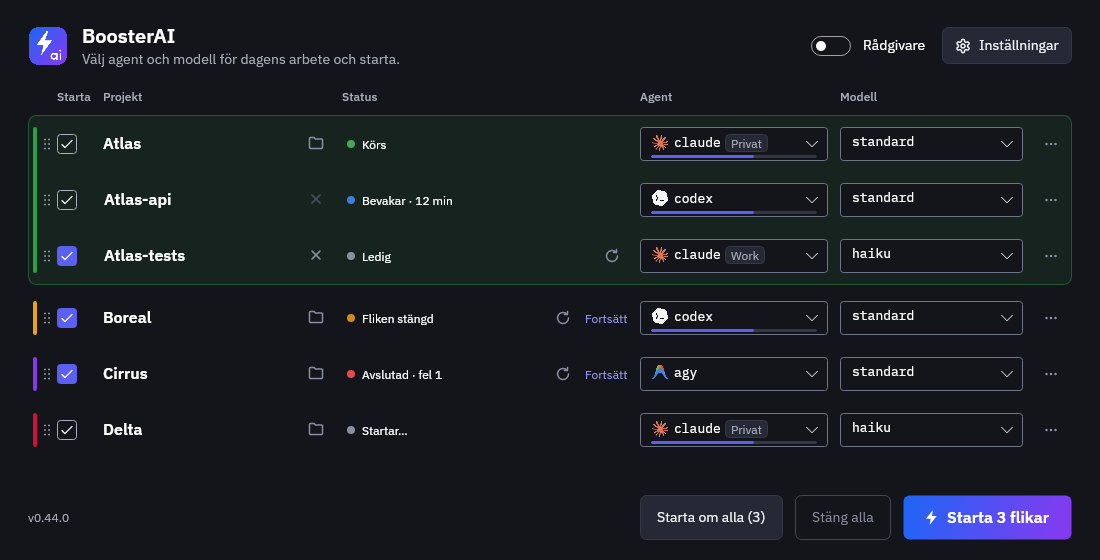 ai
BoosterAI
Välj agent och modell för dagens arbete och starta.
Rådgivare
Inställningar
Starta Projekt Status Agent Modell
Atlas Körs claude Privat standard
Atlas-api Bevakar · 12 min codex standard
Atlas-tests Ledig claude Work haiku
Boreal Fliken stängd Fortsätt codex standard
Cirrus Avslutad · fel 1 Fortsätt agy standard
Delta Startar... claude Privat haiku
v0.44.0 Starta om alla (3) Stäng alla Starta 3 flikar